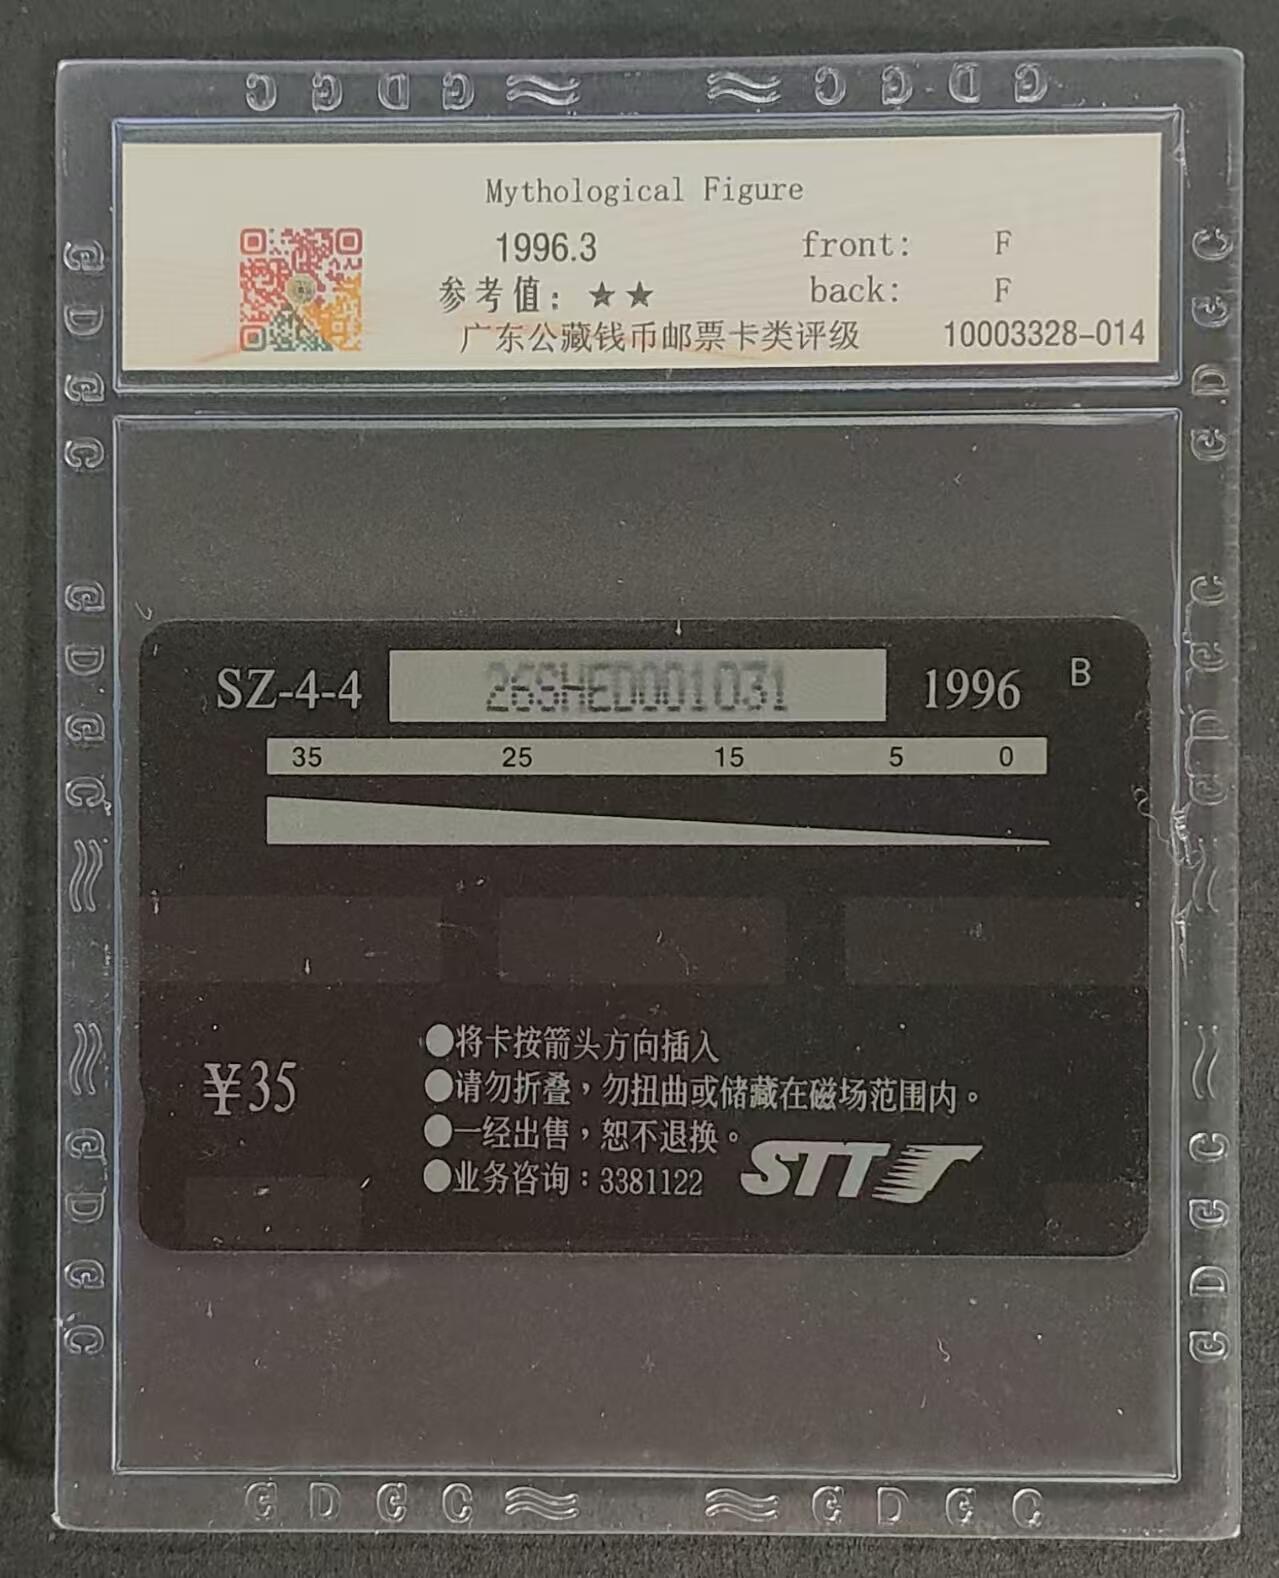 C G D G C G D G
Mythological Figure
1996.3 front: F
参考值：★★ back: F
广东公藏钱币邮票卡类评级 10003328-014
SZ-4-4 26SHED001031 1996 B
35 25 15 5 0
¥35
●将卡按箭头方向插入
●请勿折叠，勿扭曲或储藏在磁场范围内。
●一经出售，恕不退换。
●业务咨询：3381122
STT
G D G C G D G C